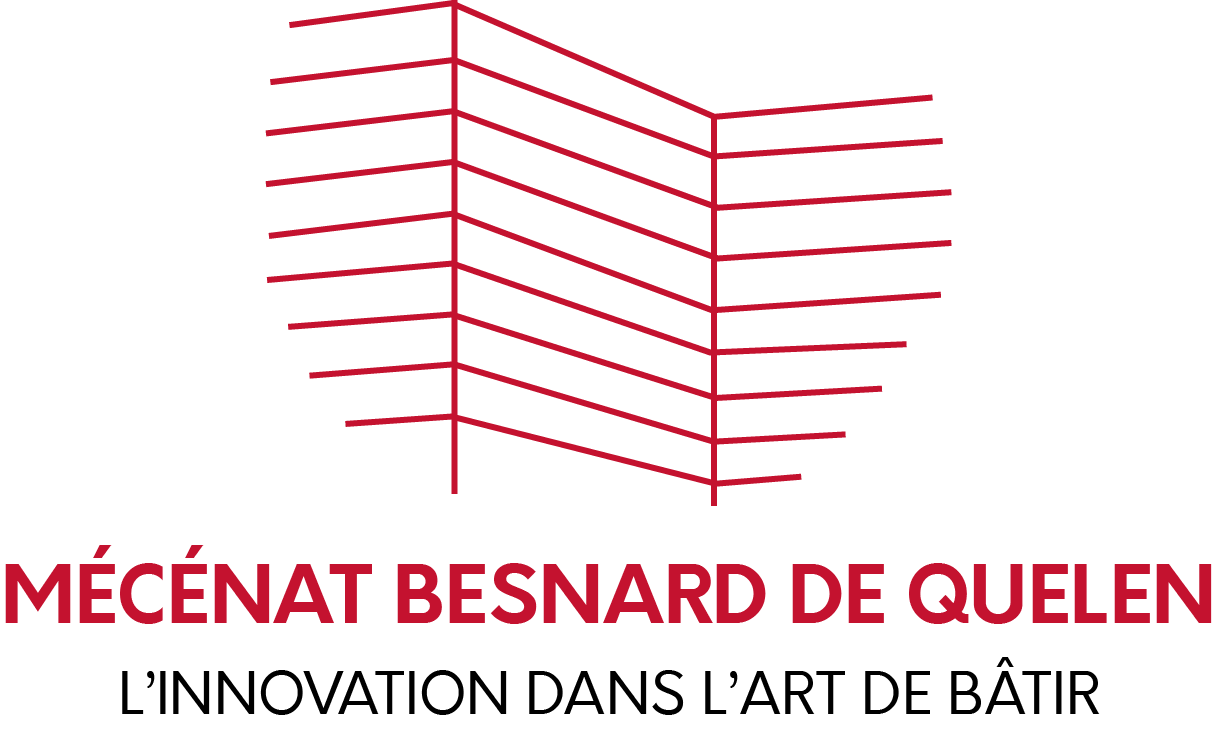 MÉCÉNAT BESNARD DE QUELEN
L’INNOVATION DANS L’ART DE BÂTIR